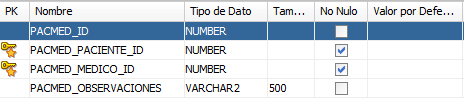 PK Nombre Tipo de Dato Tam... No Nulo Valor por Defe...
PACMED_ID NUMBER
PACMED_PACIENTE_ID NUMBER
PACMED_MEDICO_ID NUMBER
PACMED_OBSERVACIONES VARCHAR2 500